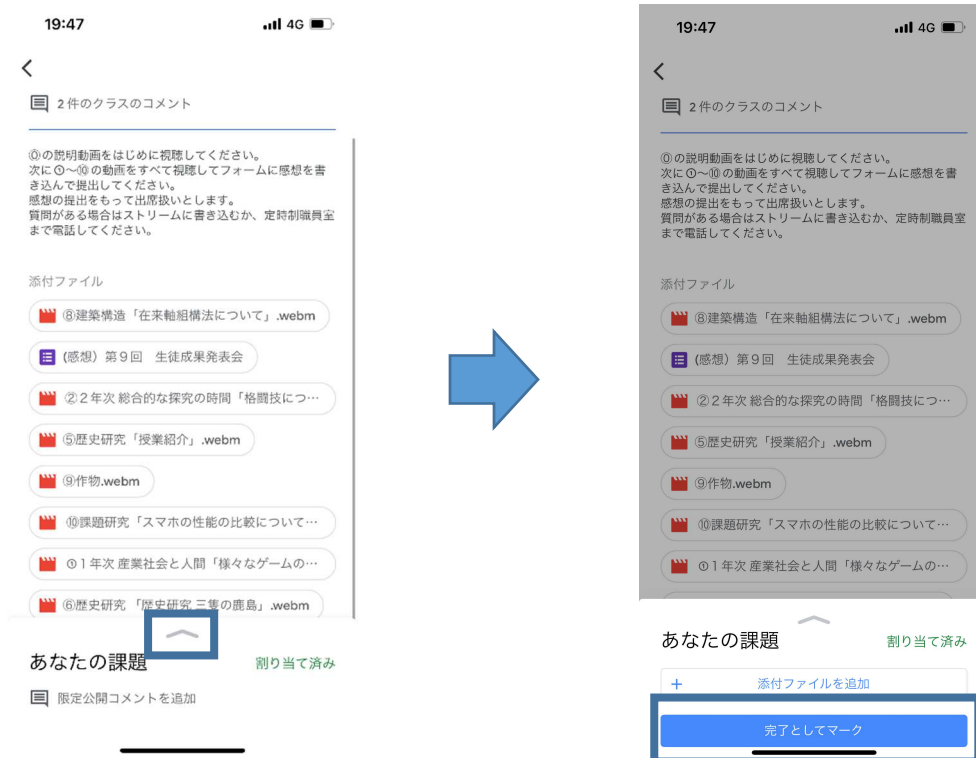 19:47
4G
2件のクラスのコメント
⓪の説明動画をはじめに視聴してください。
次に①～⑩の動画をすべて視聴してフォームに感想を書
き込んで提出してください。
感想の提出をもって出席扱いとします。
質問がある場合はストリームに書き込むか、定時制職員室
まで電話してください。
添付ファイル
⑧建築構造「在来軸組構法について」.webm
(感想）第９回　生徒成果発表会
②２年次 総合的な探究の時間「格闘技につ…
⑤歴史研究「授業紹介」.webm
⑨作物.webm
⑩課題研究「スマホの性能の比較について…
①１年次 産業社会と人間「様々なゲームの…
⑥歴史研究 「歴史研究 三隻の鹿島」.webm
あなたの課題
割り当て済み
限定公開コメントを追加
19:47
4G
2件のクラスのコメント
⓪の説明動画をはじめに視聴してください。
次に①～⑩の動画をすべて視聴してフォームに感想を書
き込んで提出してください。
感想の提出をもって出席扱いとします。
質問がある場合はストリームに書き込むか、定時制職員室
まで電話してください。
添付ファイル
⑧建築構造「在来軸組構法について」.webm
(感想）第９回　生徒成果発表会
②２年次 総合的な探究の時間「格闘技につ…
⑤歴史研究「授業紹介」.webm
⑨作物.webm
⑩課題研究「スマホの性能の比較について…
①１年次 産業社会と人間「様々なゲームの…
あなたの課題
割り当て済み
+ 添付ファイルを追加
完了としてマーク